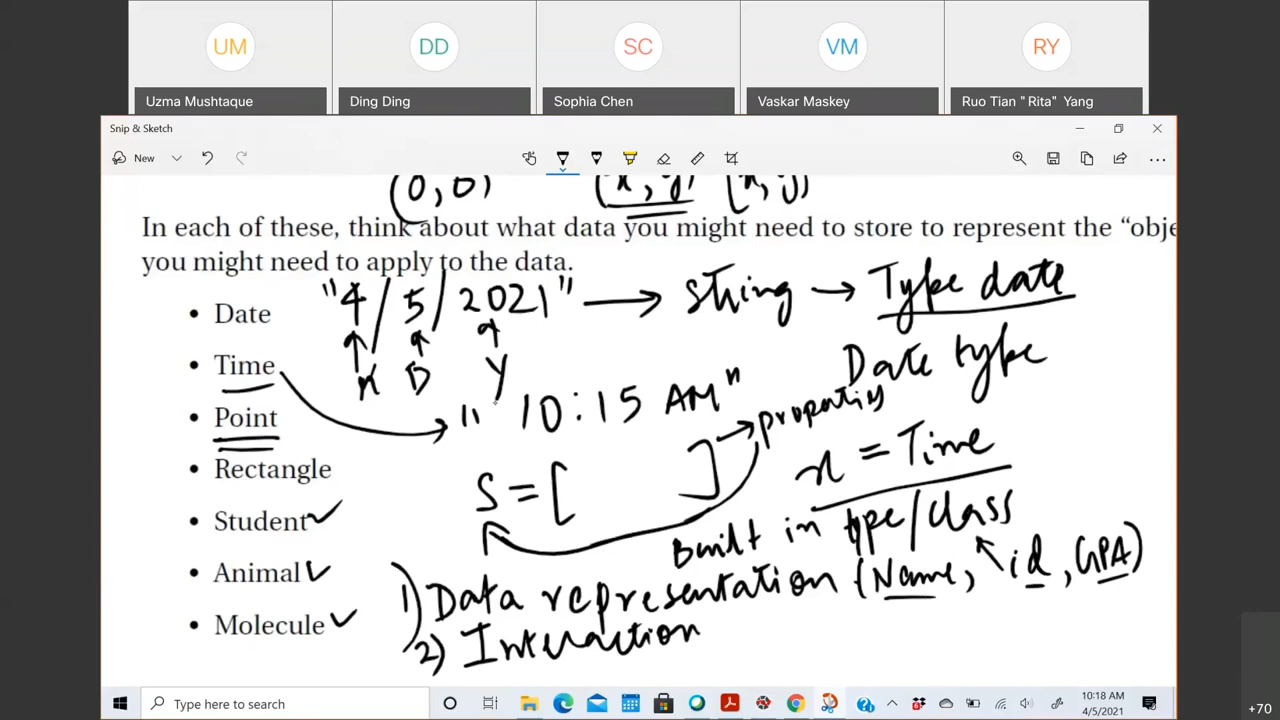 UM DD SC VM RY
Uzma Mushtaque Ding Ding Sophia Chen Vaskar Maskey Ruo Tian "Rita" Yang
Snip & Sketch
New
(0, 0) (x, y) (x, y)
In each of these, think about what data you might need to store to represent the “obje
you might need to apply to the data.
• Date
"4/5/2021" → string → Type date
M D Y
Date type
• Time
" 10:15 AM"
• Point
properties
x = Time
• Rectangle
S = [ ]
• Student
Built in type/class
• Animal
1) Data representation (Name, id, GPA)
• Molecule
2) Interaction
Type here to search
10:18 AM
4/5/2021
+70